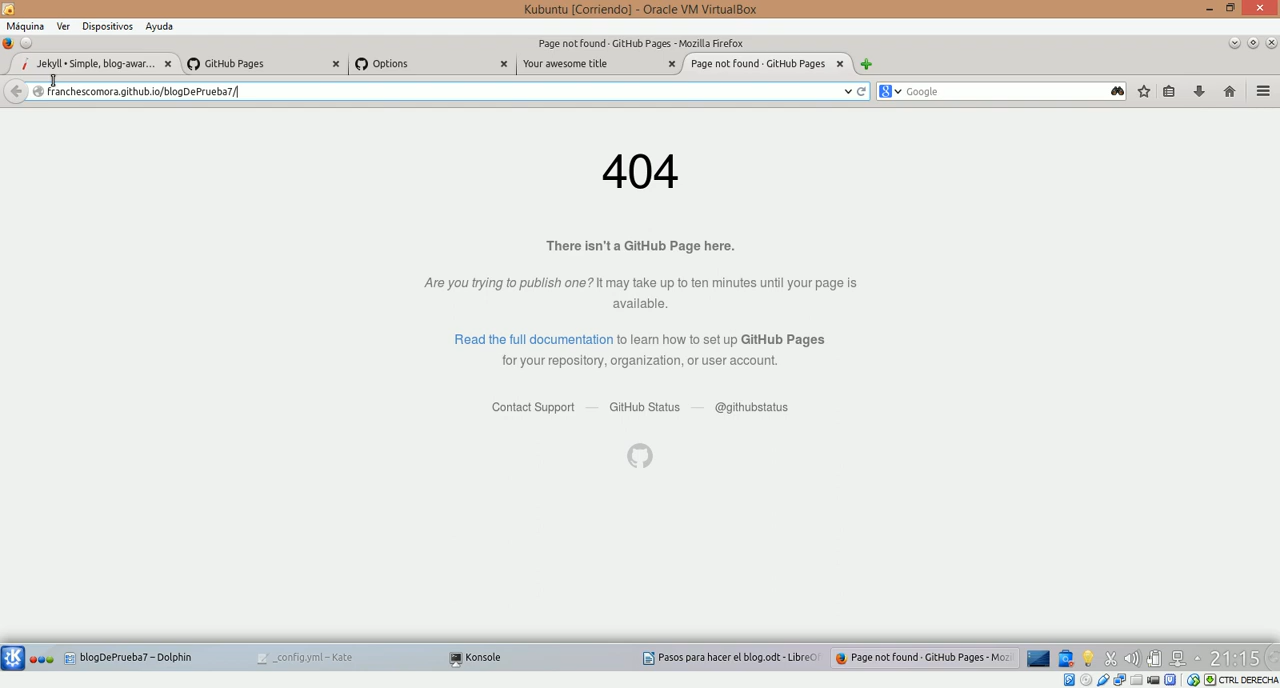 Kubuntu [Corriendo] - Oracle VM VirtualBox
Máquina Ver Dispositivos Ayuda
Page not found · GitHub Pages - Mozilla Firefox
Jekyll • Simple, blog-awar... GitHub Pages Options Your awesome title Page not found · GitHub Pages
franchescomora.github.io/blogDePrueba7/ Google
404
There isn't a GitHub Page here.
Are you trying to publish one? It may take up to ten minutes until your page is
available.
Read the full documentation to learn how to set up GitHub Pages
for your repository, organization, or user account.
Contact Support — GitHub Status — @githubstatus
blogDePrueba7 – Dolphin _config.yml – Kate Konsole Pasos para hacer el blog.odt - LibreOf Page not found · GitHub Pages - Mozi 21:15
CTRL DERECHA